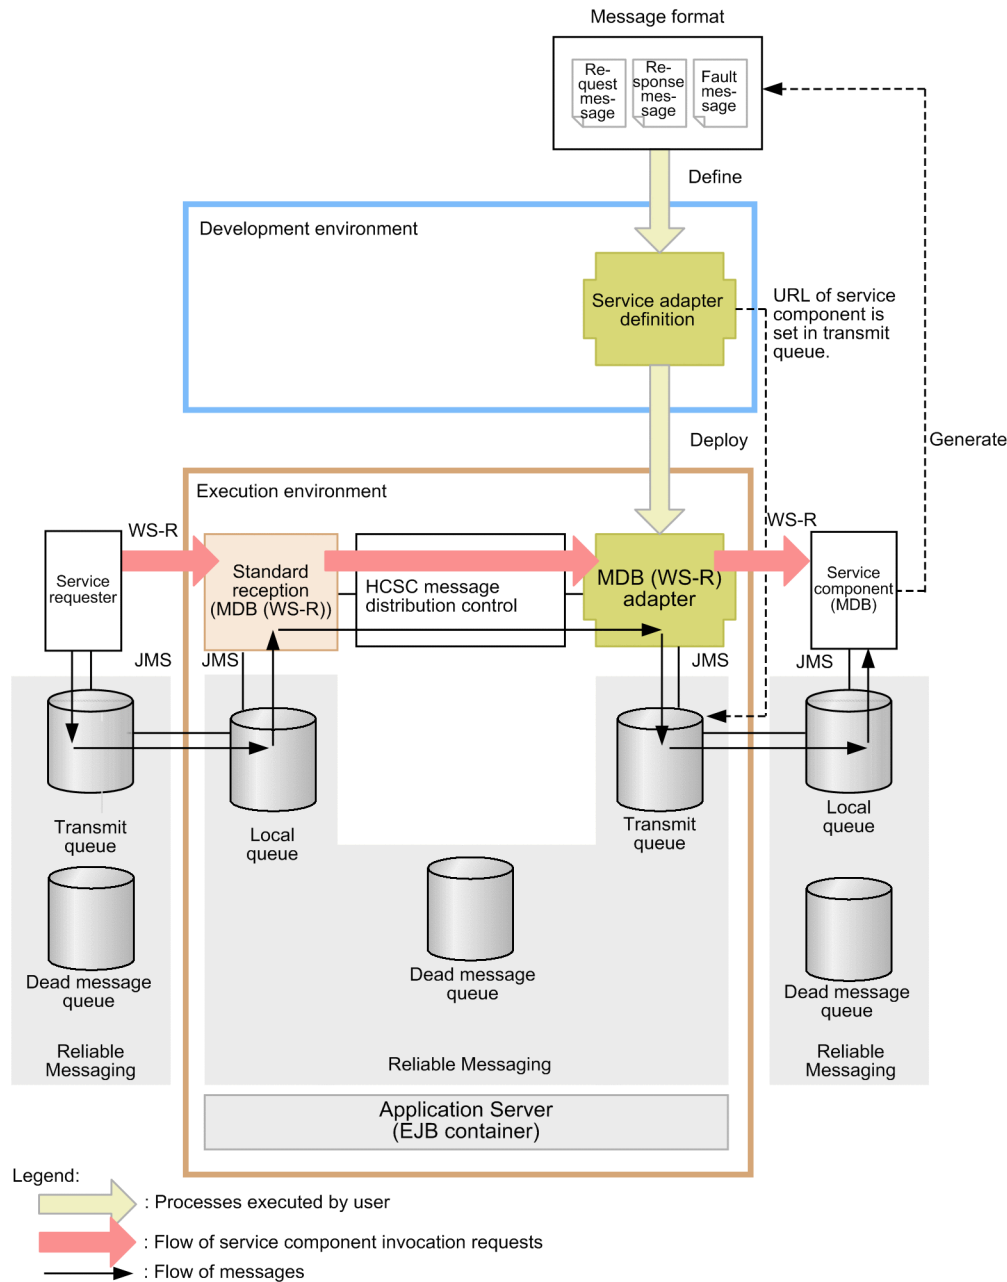 Message format
Re-
quest
mes-
sage
Re-
sponse
mes-
sage
Fault
mes-
sage
Define
Development environment
Service adapter
definition
URL of service
component is
set in transmit
queue.
Deploy
Generate
Execution environment
WS-R
WS-R
Service
requester
Standard
reception
(MDB (WS-R))
HCSC message
distribution control
MDB (WS-R)
adapter
Service
component
(MDB)
JMS
JMS
JMS
JMS
Transmit
queue
Local
queue
Transmit
queue
Local
queue
Dead message
queue
Dead message
queue
Dead message
queue
Reliable
Messaging
Reliable Messaging
Reliable
Messaging
Application Server
(EJB container)
Legend:
: Processes executed by user
: Flow of service component invocation requests
: Flow of messages